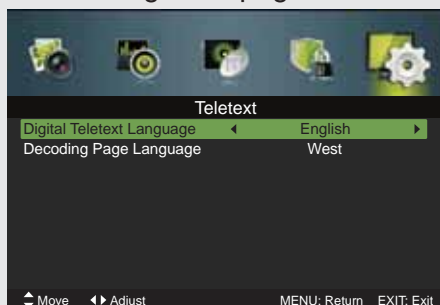 Teletext
Digital Teletext Language English
Decoding Page Language West
Move Adjust MENU: Return EXIT: Exit